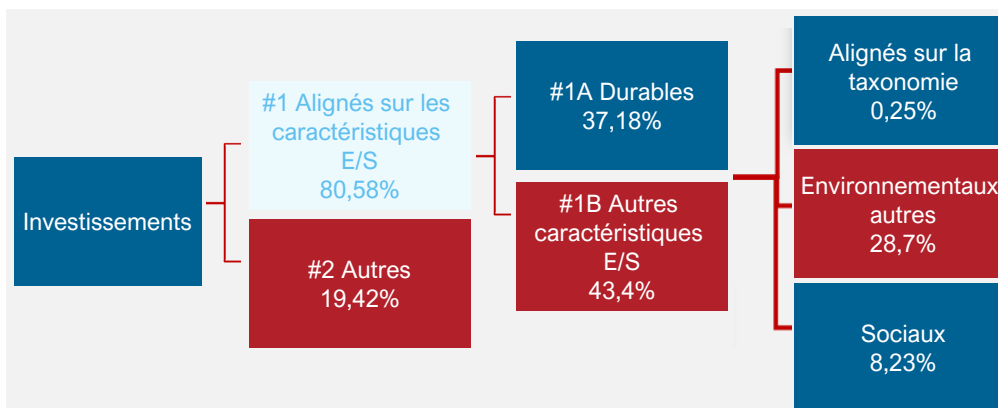 Investissements
#1 Alignés sur les
caractéristiques
E/S
80,58%
#2 Autres
19,42%
#1A Durables
37,18%
#1B Autres
caractéristiques
E/S
43,4%
Alignés sur la
taxonomie
0,25%
Environnementaux
autres
28,7%
Sociaux
8,23%